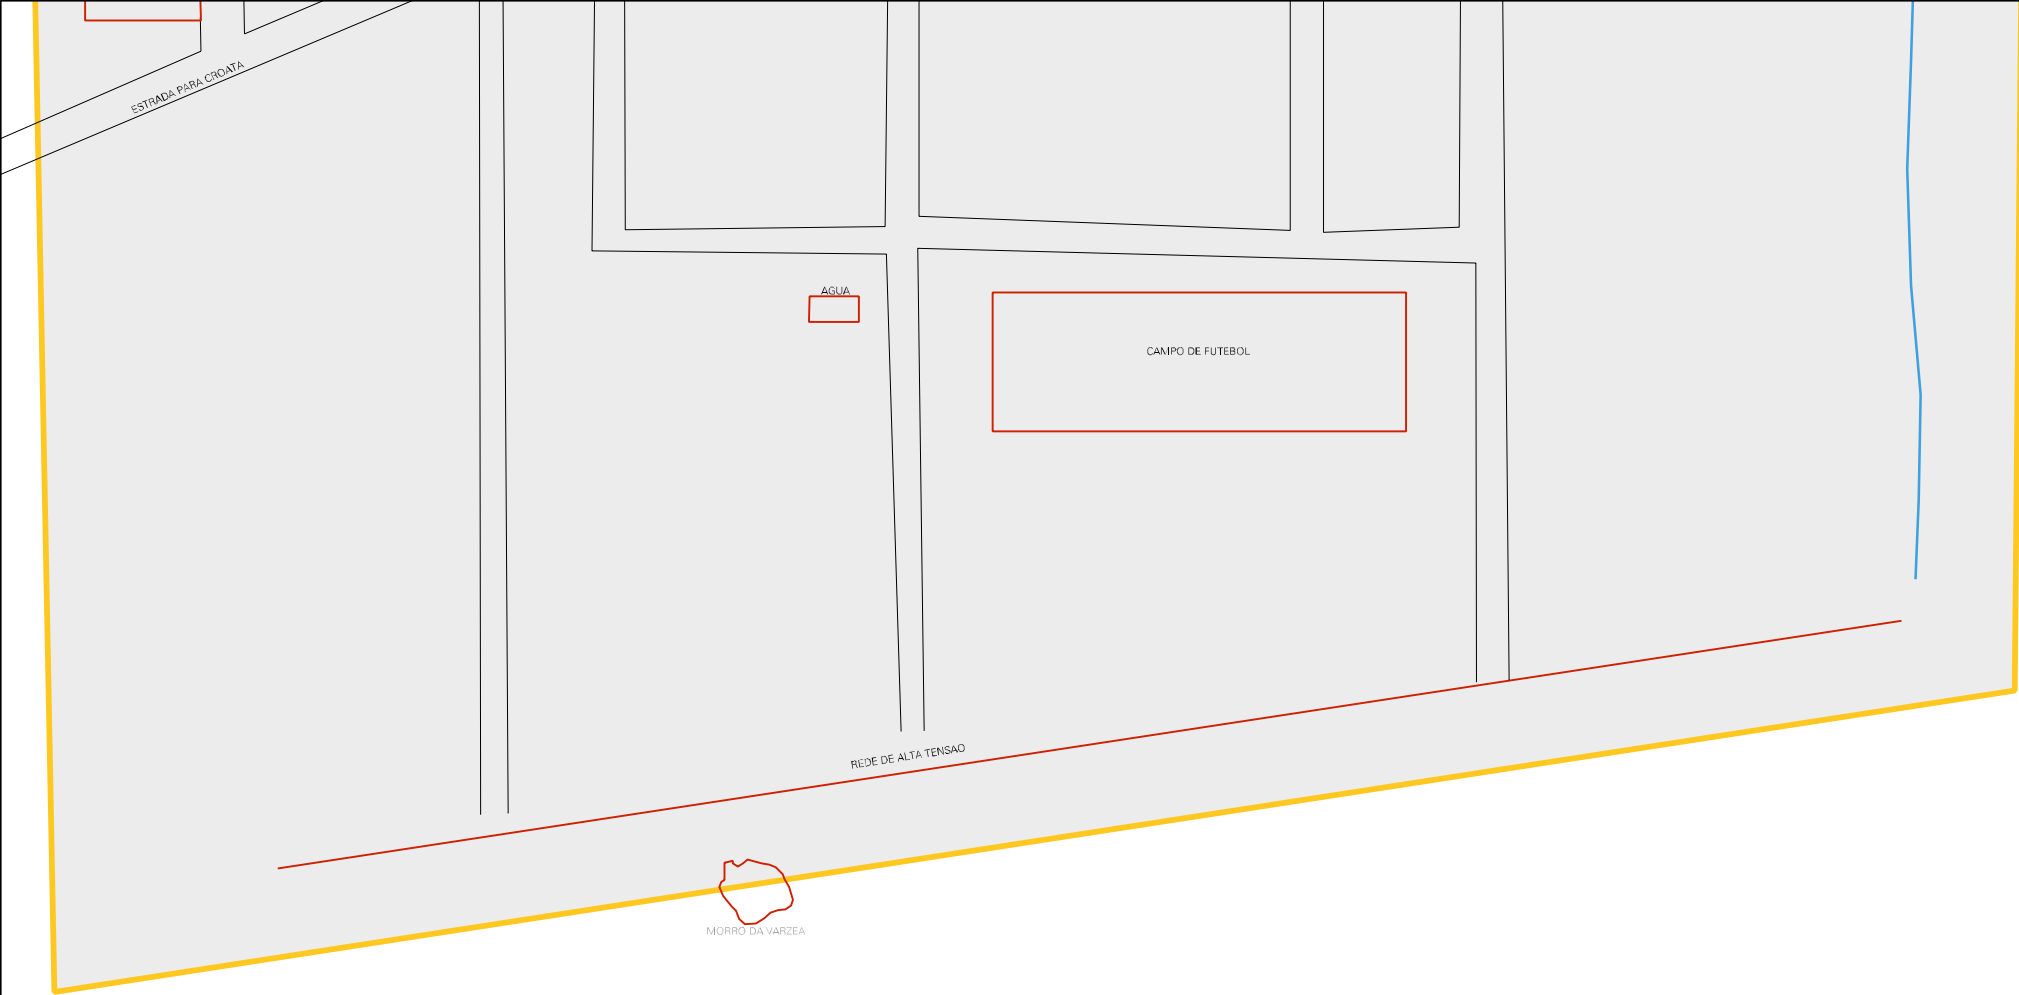 ESTRADA PARA CROATA
AGUA
CAMPO DE FUTEBOL
REDE DE ALTA TENSAO
MORRO DA VARZEA